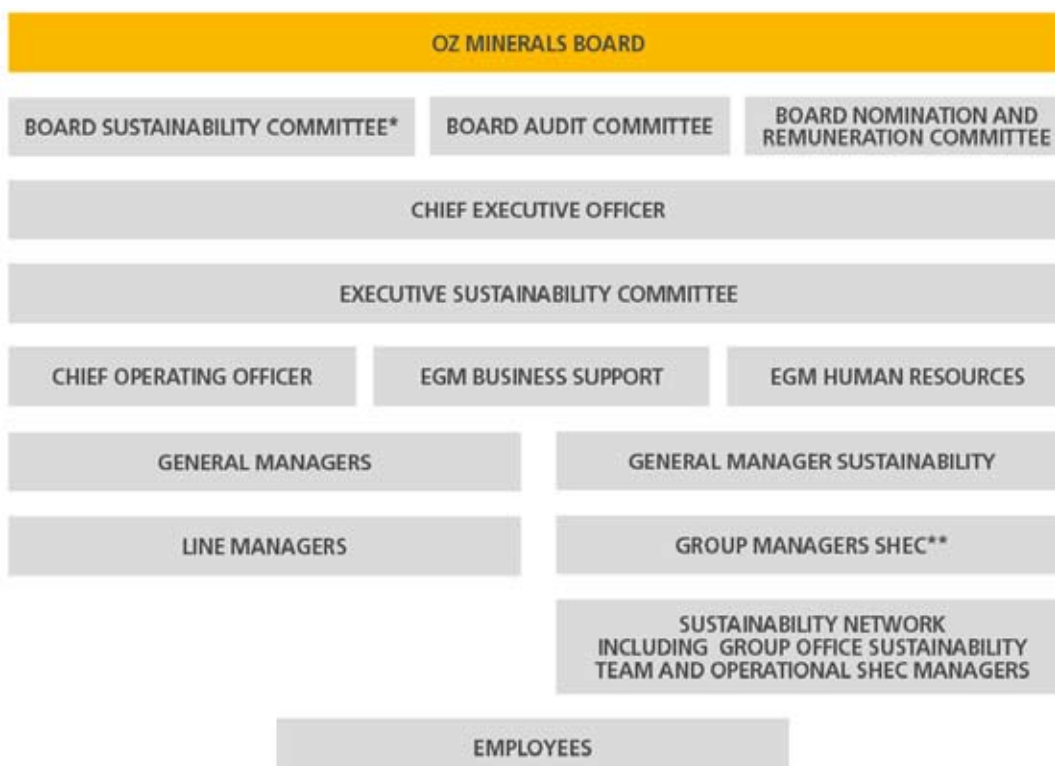 OZ MINERALS BOARD
BOARD SUSTAINABILITY COMMITTEE*
BOARD AUDIT COMMITTEE
BOARD NOMINATION AND
REMUNERATION COMMITTEE
CHIEF EXECUTIVE OFFICER
EXECUTIVE SUSTAINABILITY COMMITTEE
CHIEF OPERATING OFFICER
EGM BUSINESS SUPPORT
EGM HUMAN RESOURCES
GENERAL MANAGERS
GENERAL MANAGER SUSTAINABILITY
LINE MANAGERS
GROUP MANAGERS SHEC**
SUSTAINABILITY NETWORK
INCLUDING GROUP OFFICE SUSTAINABILITY
TEAM AND OPERATIONAL SHEC MANAGERS
EMPLOYEES